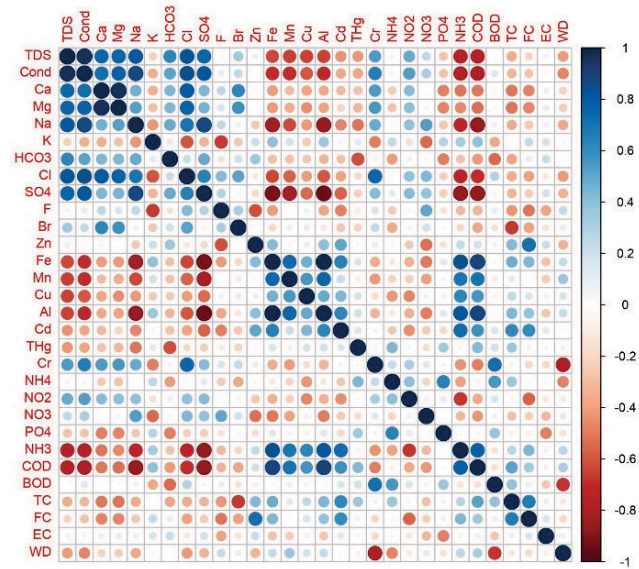 TDS Cond Ca Mg Na K HCO3 Cl SO4 F Br Zn Fe Mn Cu Al Cd THg Cr NH4 NO2 NO3 PO4 NH3 COD BOD TC FC EC WD
TDS
Cond
Ca
Mg
Na
K
HCO3
Cl
SO4
F
Br
Zn
Fe
Mn
Cu
Al
Cd
THg
Cr
NH4
NO2
NO3
PO4
NH3
COD
BOD
TC
FC
EC
WD
1
0.8
0.6
0.4
0.2
0
-0.2
-0.4
-0.6
-0.8
-1